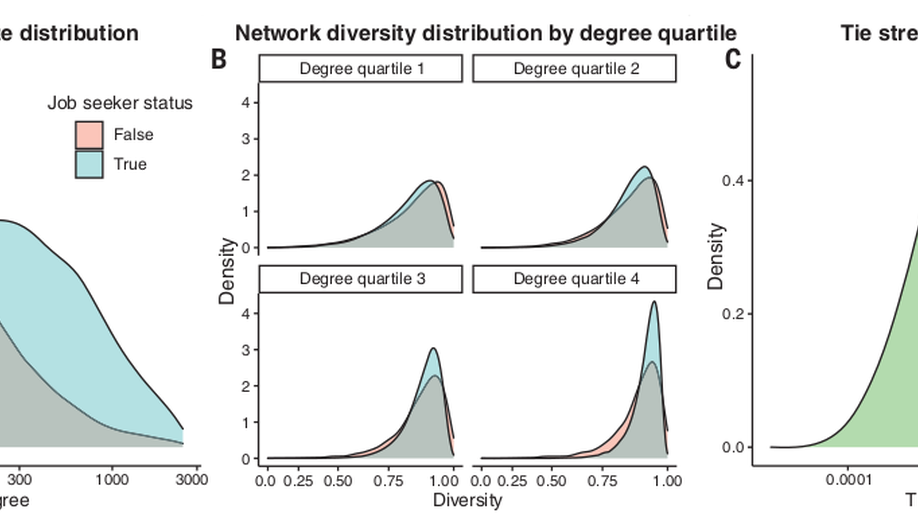 e distribution
Job seeker status
False
True
300 1000 3000
gree
B
Network diversity distribution by degree quartile
Degree quartile 1
Degree quartile 2
4
3
2
1
0
Density
Degree quartile 3
Degree quartile 4
4
3
2
1
0
0.0 0.25 0.50 0.75 1.00
0.0 0.25 0.50 0.75 1.00
Diversity
C
Tie stre
Density
0.4
0.2
0.0
0.0001
T